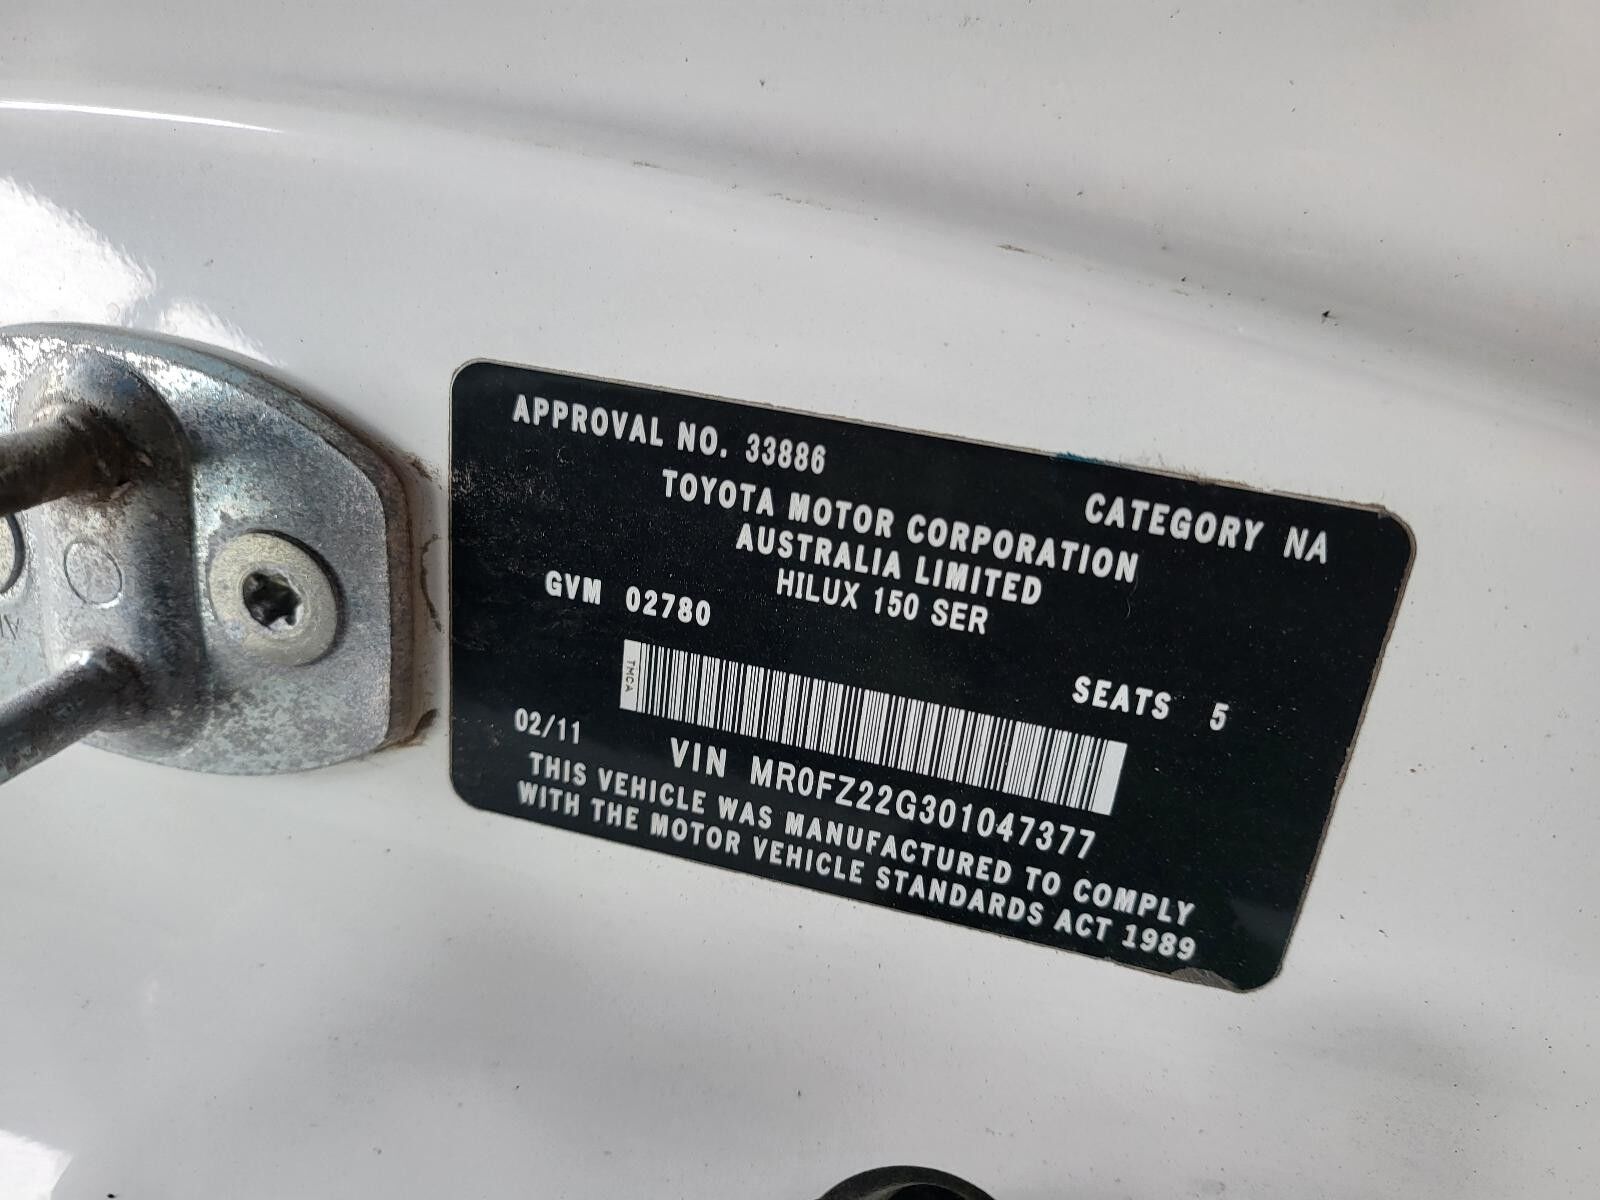 APPROVAL NO. 33886
CATEGORY NA
TOYOTA MOTOR CORPORATION
AUSTRALIA LIMITED
HILUX 150 SER
GVM 02780
SEATS 5
TMCA
02/11
VIN MR0FZ22G301047377
THIS VEHICLE WAS MANUFACTURED TO COMPLY
WITH THE MOTOR VEHICLE STANDARDS ACT 1989